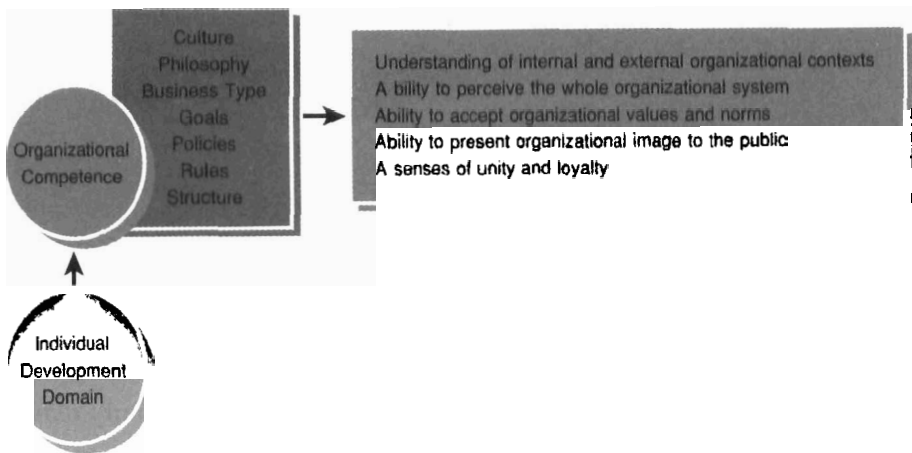 Culture
Philosophy
Business Type
Goals
Policies
Rules
Structure
Organizational
Competence
Understanding of internal and external organizational contexts
A bility to perceive the whole organizational system
Ability to accept organizational values and norms
Ability to present organizational image to the public
A senses of unity and loyalty
Individual
Development
Domain